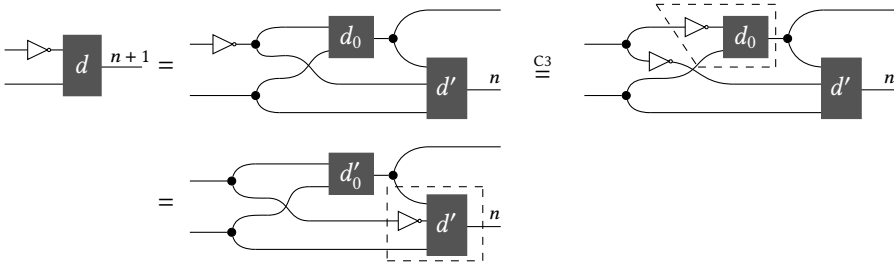 d n + 1 = d₀ d′ n C3 = d₀ d′ n
= d′₀ d′ n